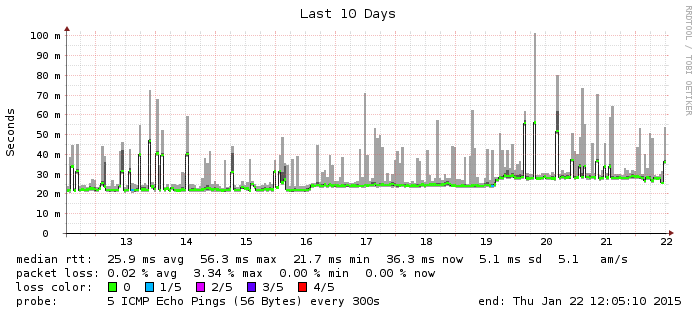 Last 10 Days
RRDTOOL / TOBI OETIKER
Seconds
100 m
90 m
80 m
70 m
60 m
50 m
40 m
30 m
20 m
10 m
0
13 14 15 16 17 18 19 20 21 22
median rtt: 25.9 ms avg 56.3 ms max 21.7 ms min 36.3 ms now 5.1 ms sd 5.1 am/s
packet loss: 0.02 % avg 3.34 % max 0.00 % min 0.00 % now
loss color: 0 1/5 2/5 3/5 4/5
probe: 5 ICMP Echo Pings (56 Bytes) every 300s end: Thu Jan 22 12:05:10 2015